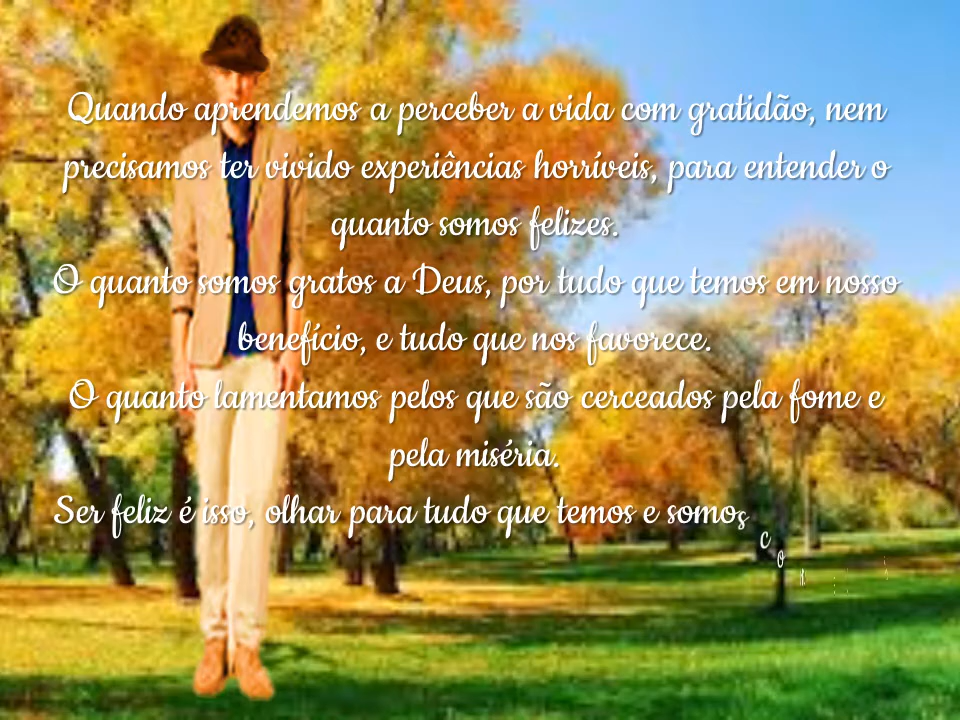 Quando aprendemos a perceber a vida com gratidão, nem
precisamos ter vivido experiências horríveis, para entender o
quanto somos felizes.
O quanto somos gratos a Deus, por tudo que temos em nosso
benefício, e tudo que nos favorece.
O quanto lamentamos pelos que são cerceados pela fome e
pela miséria.
Ser feliz é isso, olhar para tudo que temos e somos